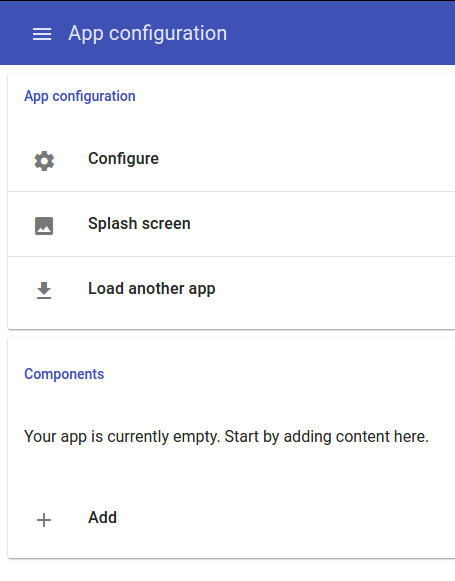 App configuration
App configuration
Configure
Splash screen
Load another app
Components
Your app is currently empty. Start by adding content here.
Add